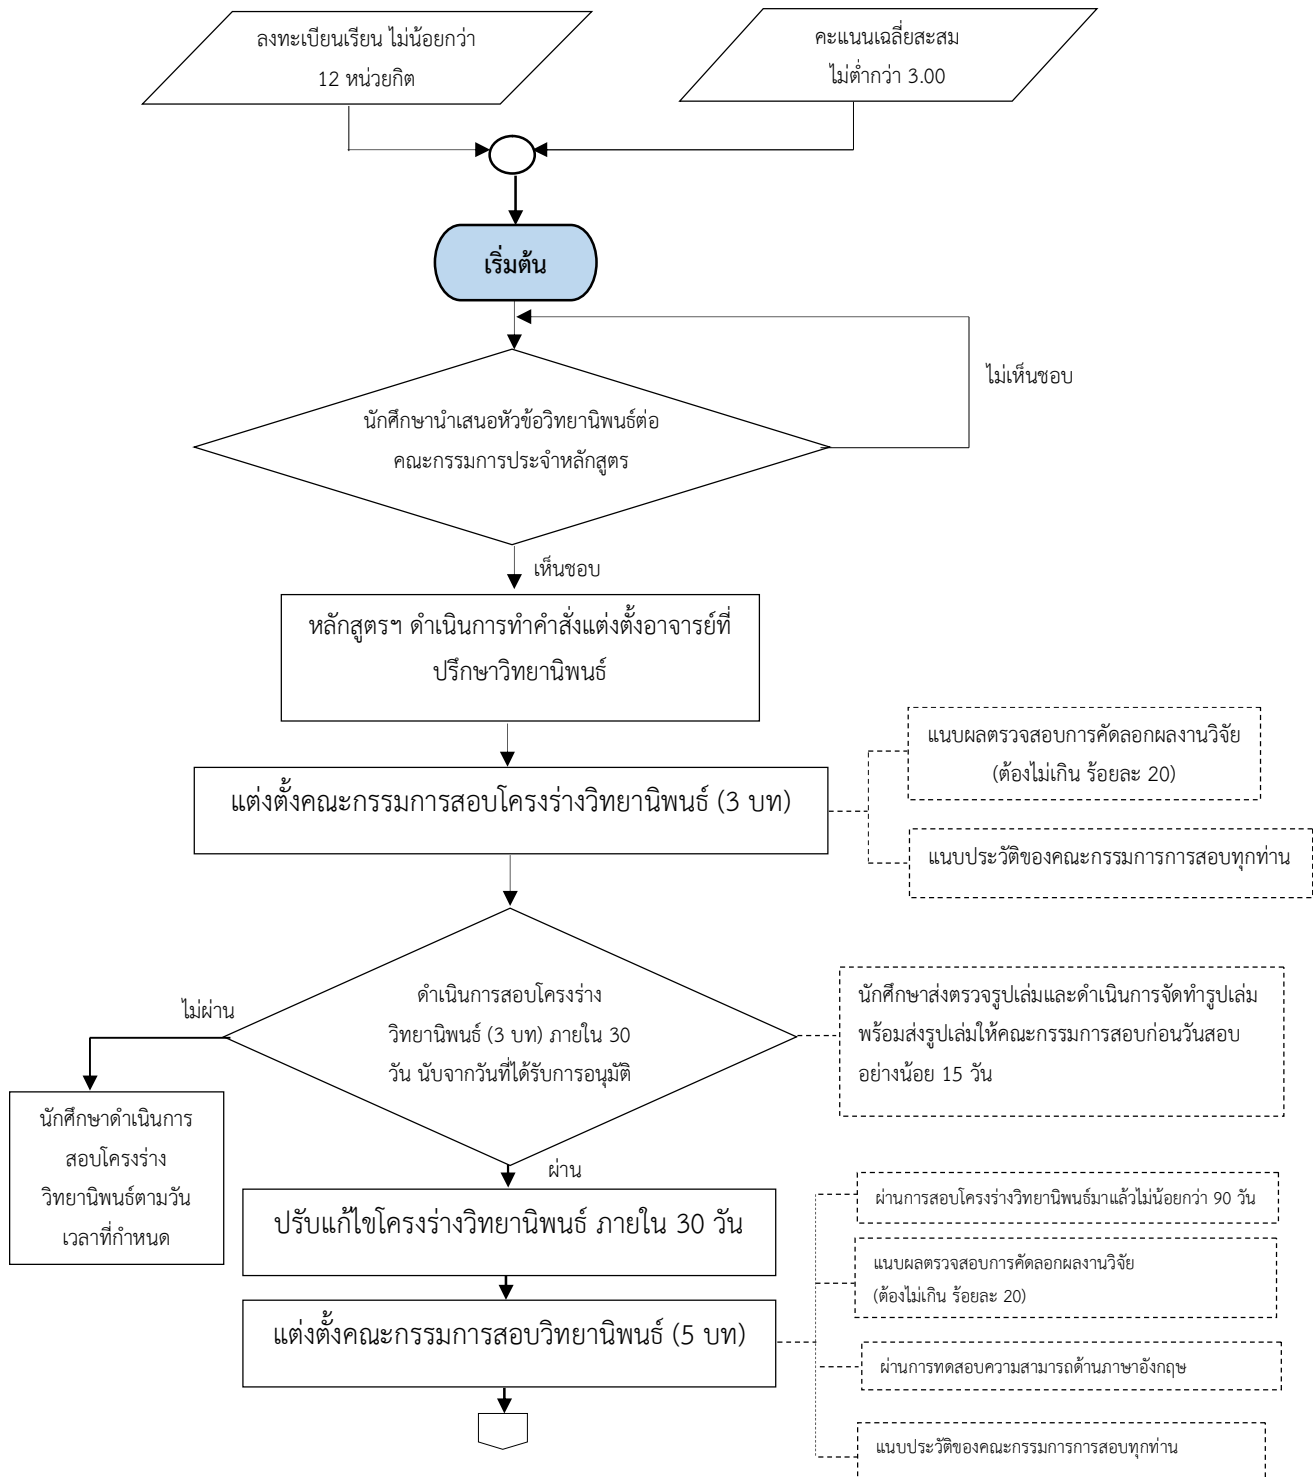 ลงทะเบียนเรียน ไม่น้อยกว่า
12 หน่วยกิต
คะแนนเฉลี่ยสะสม
ไม่ต่ำกว่า 3.00
เริ่มต้น
ไม่เห็นชอบ
นักศึกษานำเสนอหัวข้อวิทยานิพนธ์ต่อ
คณะกรรมการประจำหลักสูตร
เห็นชอบ
หลักสูตรฯ ดำเนินการทำคำสั่งแต่งตั้งอาจารย์ที่
ปรึกษาวิทยานิพนธ์
แต่งตั้งคณะกรรมการสอบโครงร่างวิทยานิพนธ์ (3 บท)
แนบผลตรวจสอบการคัดลอกผลงานวิจัย
(ต้องไม่เกิน ร้อยละ 20)
แนบประวัติของคณะกรรมการการสอบทุกท่าน
ดำเนินการสอบโครงร่าง
วิทยานิพนธ์ (3 บท) ภายใน 30
วัน นับจากวันที่ได้รับการอนุมัติ
นักศึกษาส่งตรวจรูปเล่มและดำเนินการจัดทำรูปเล่ม
พร้อมส่งรูปเล่มให้คณะกรรมการสอบก่อนวันสอบ
อย่างน้อย 15 วัน
ไม่ผ่าน
นักศึกษาดำเนินการ
สอบโครงร่าง
วิทยานิพนธ์ตามวัน
เวลาที่กำหนด
ผ่าน
ปรับแก้ไขโครงร่างวิทยานิพนธ์ ภายใน 30 วัน
แต่งตั้งคณะกรรมการสอบวิทยานิพนธ์ (5 บท)
ผ่านการสอบโครงร่างวิทยานิพนธ์มาแล้วไม่น้อยกว่า 90 วัน
แนบผลตรวจสอบการคัดลอกผลงานวิจัย
(ต้องไม่เกิน ร้อยละ 20)
ผ่านการทดสอบความสามารถด้านภาษาอังกฤษ
แนบประวัติของคณะกรรมการการสอบทุกท่าน